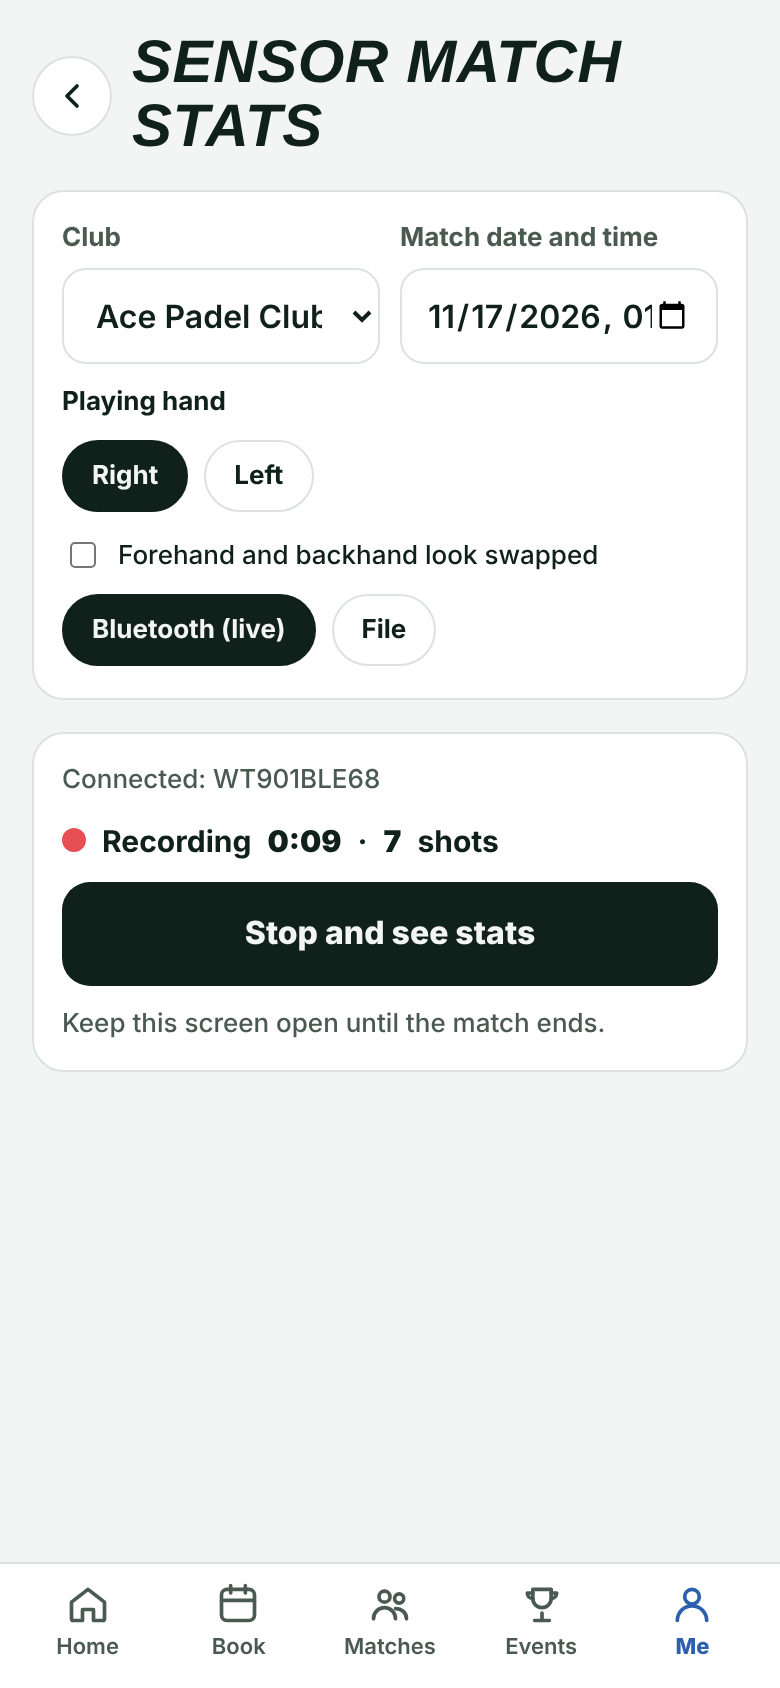 SENSOR MATCH
STATS
Club
Match date and time
Ace Padel Club
11/17/2026, 01
Playing hand
Right
Left
Forehand and backhand look swapped
Bluetooth (live)
File
Connected: WT901BLE68
Recording 0:09 · 7 shots
Stop and see stats
Keep this screen open until the match ends.
Home
Book
Matches
Events
Me